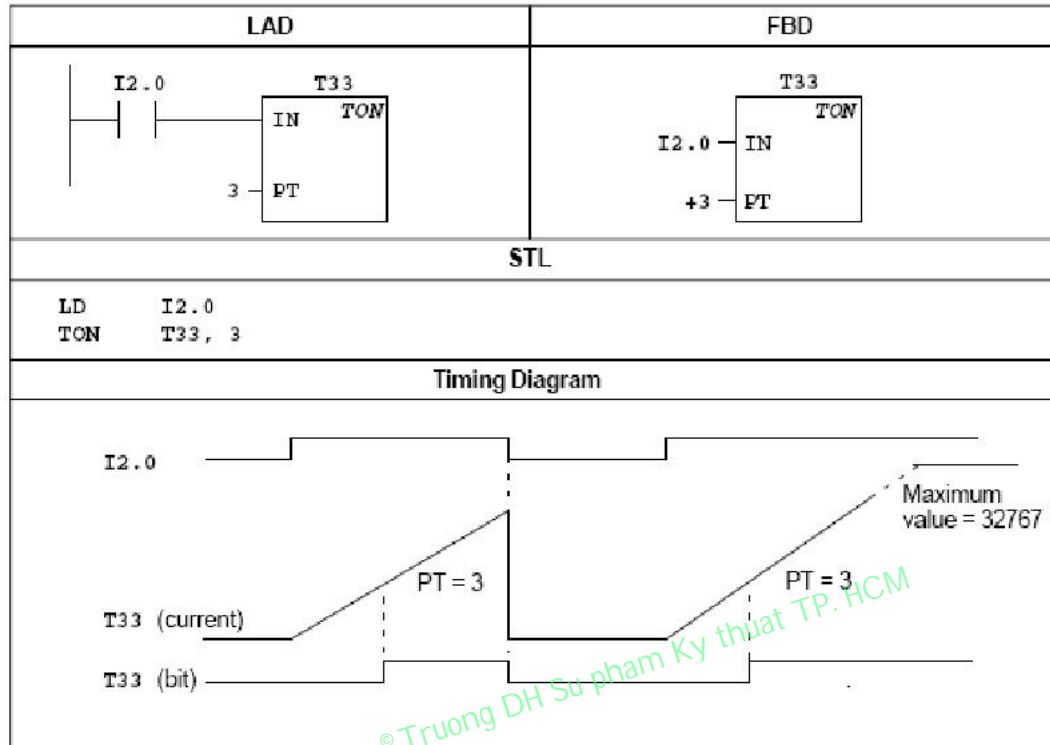 LAD
FBD
I2.0
T33
IN TON
3 PT
T33
TON
I2.0 IN
+3 PT
STL
LD I2.0
TON T33, 3
Timing Diagram
I2.0
Maximum
value = 32767
PT = 3
PT = 3
T33 (current)
T33 (bit)
©Truong DH Su pham Ky thuat TP. HCM